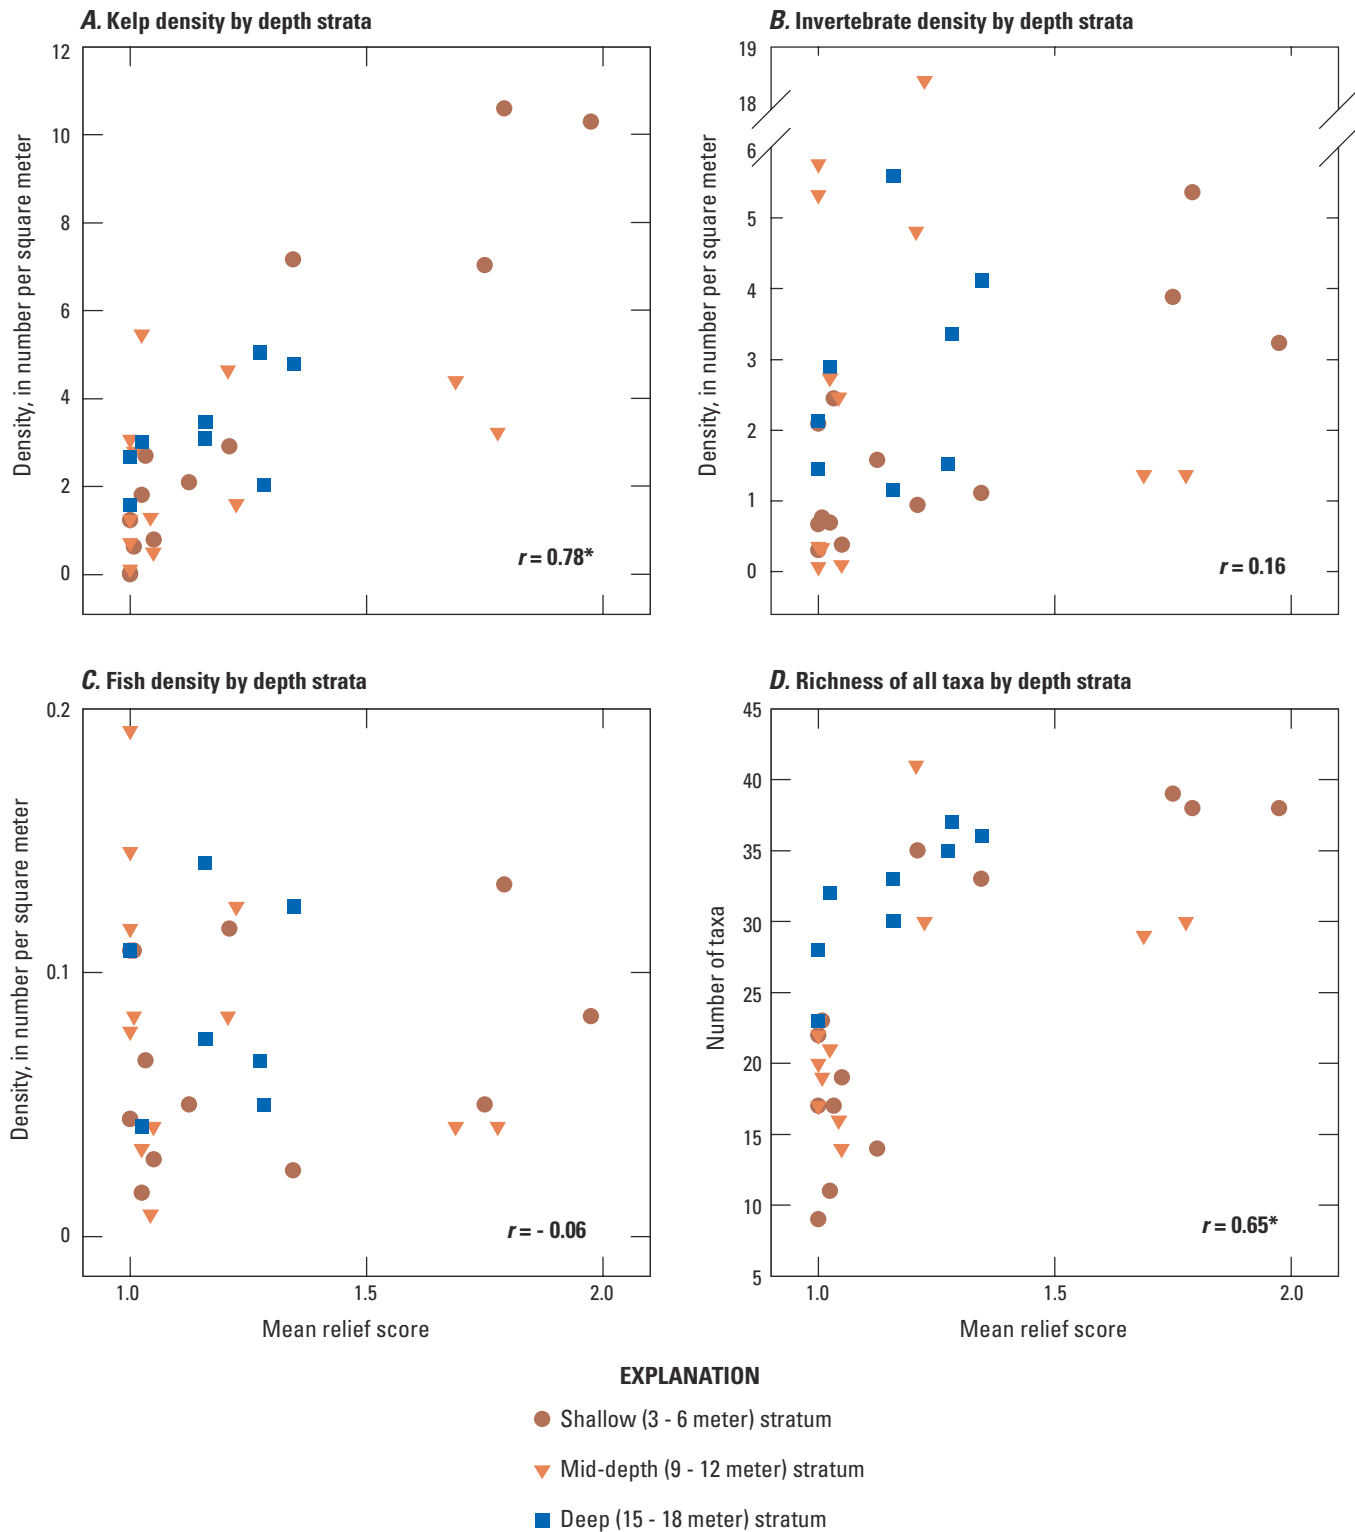 A. Kelp density by depth strata
12
10
8
6
4
2
0
Density, in number per square meter
r = 0.78*
B. Invertebrate density by depth strata
19
18
6
5
4
3
2
1
0
Density, in number per square meter
r = 0.16
C. Fish density by depth strata
0.2
0.1
0
Density, in number per square meter
r = - 0.06
1.0 1.5 2.0
Mean relief score
D. Richness of all taxa by depth strata
45
40
35
30
25
20
15
10
5
Number of taxa
r = 0.65*
1.0 1.5 2.0
Mean relief score
EXPLANATION
Shallow (3 - 6 meter) stratum
Mid-depth (9 - 12 meter) stratum
Deep (15 - 18 meter) stratum